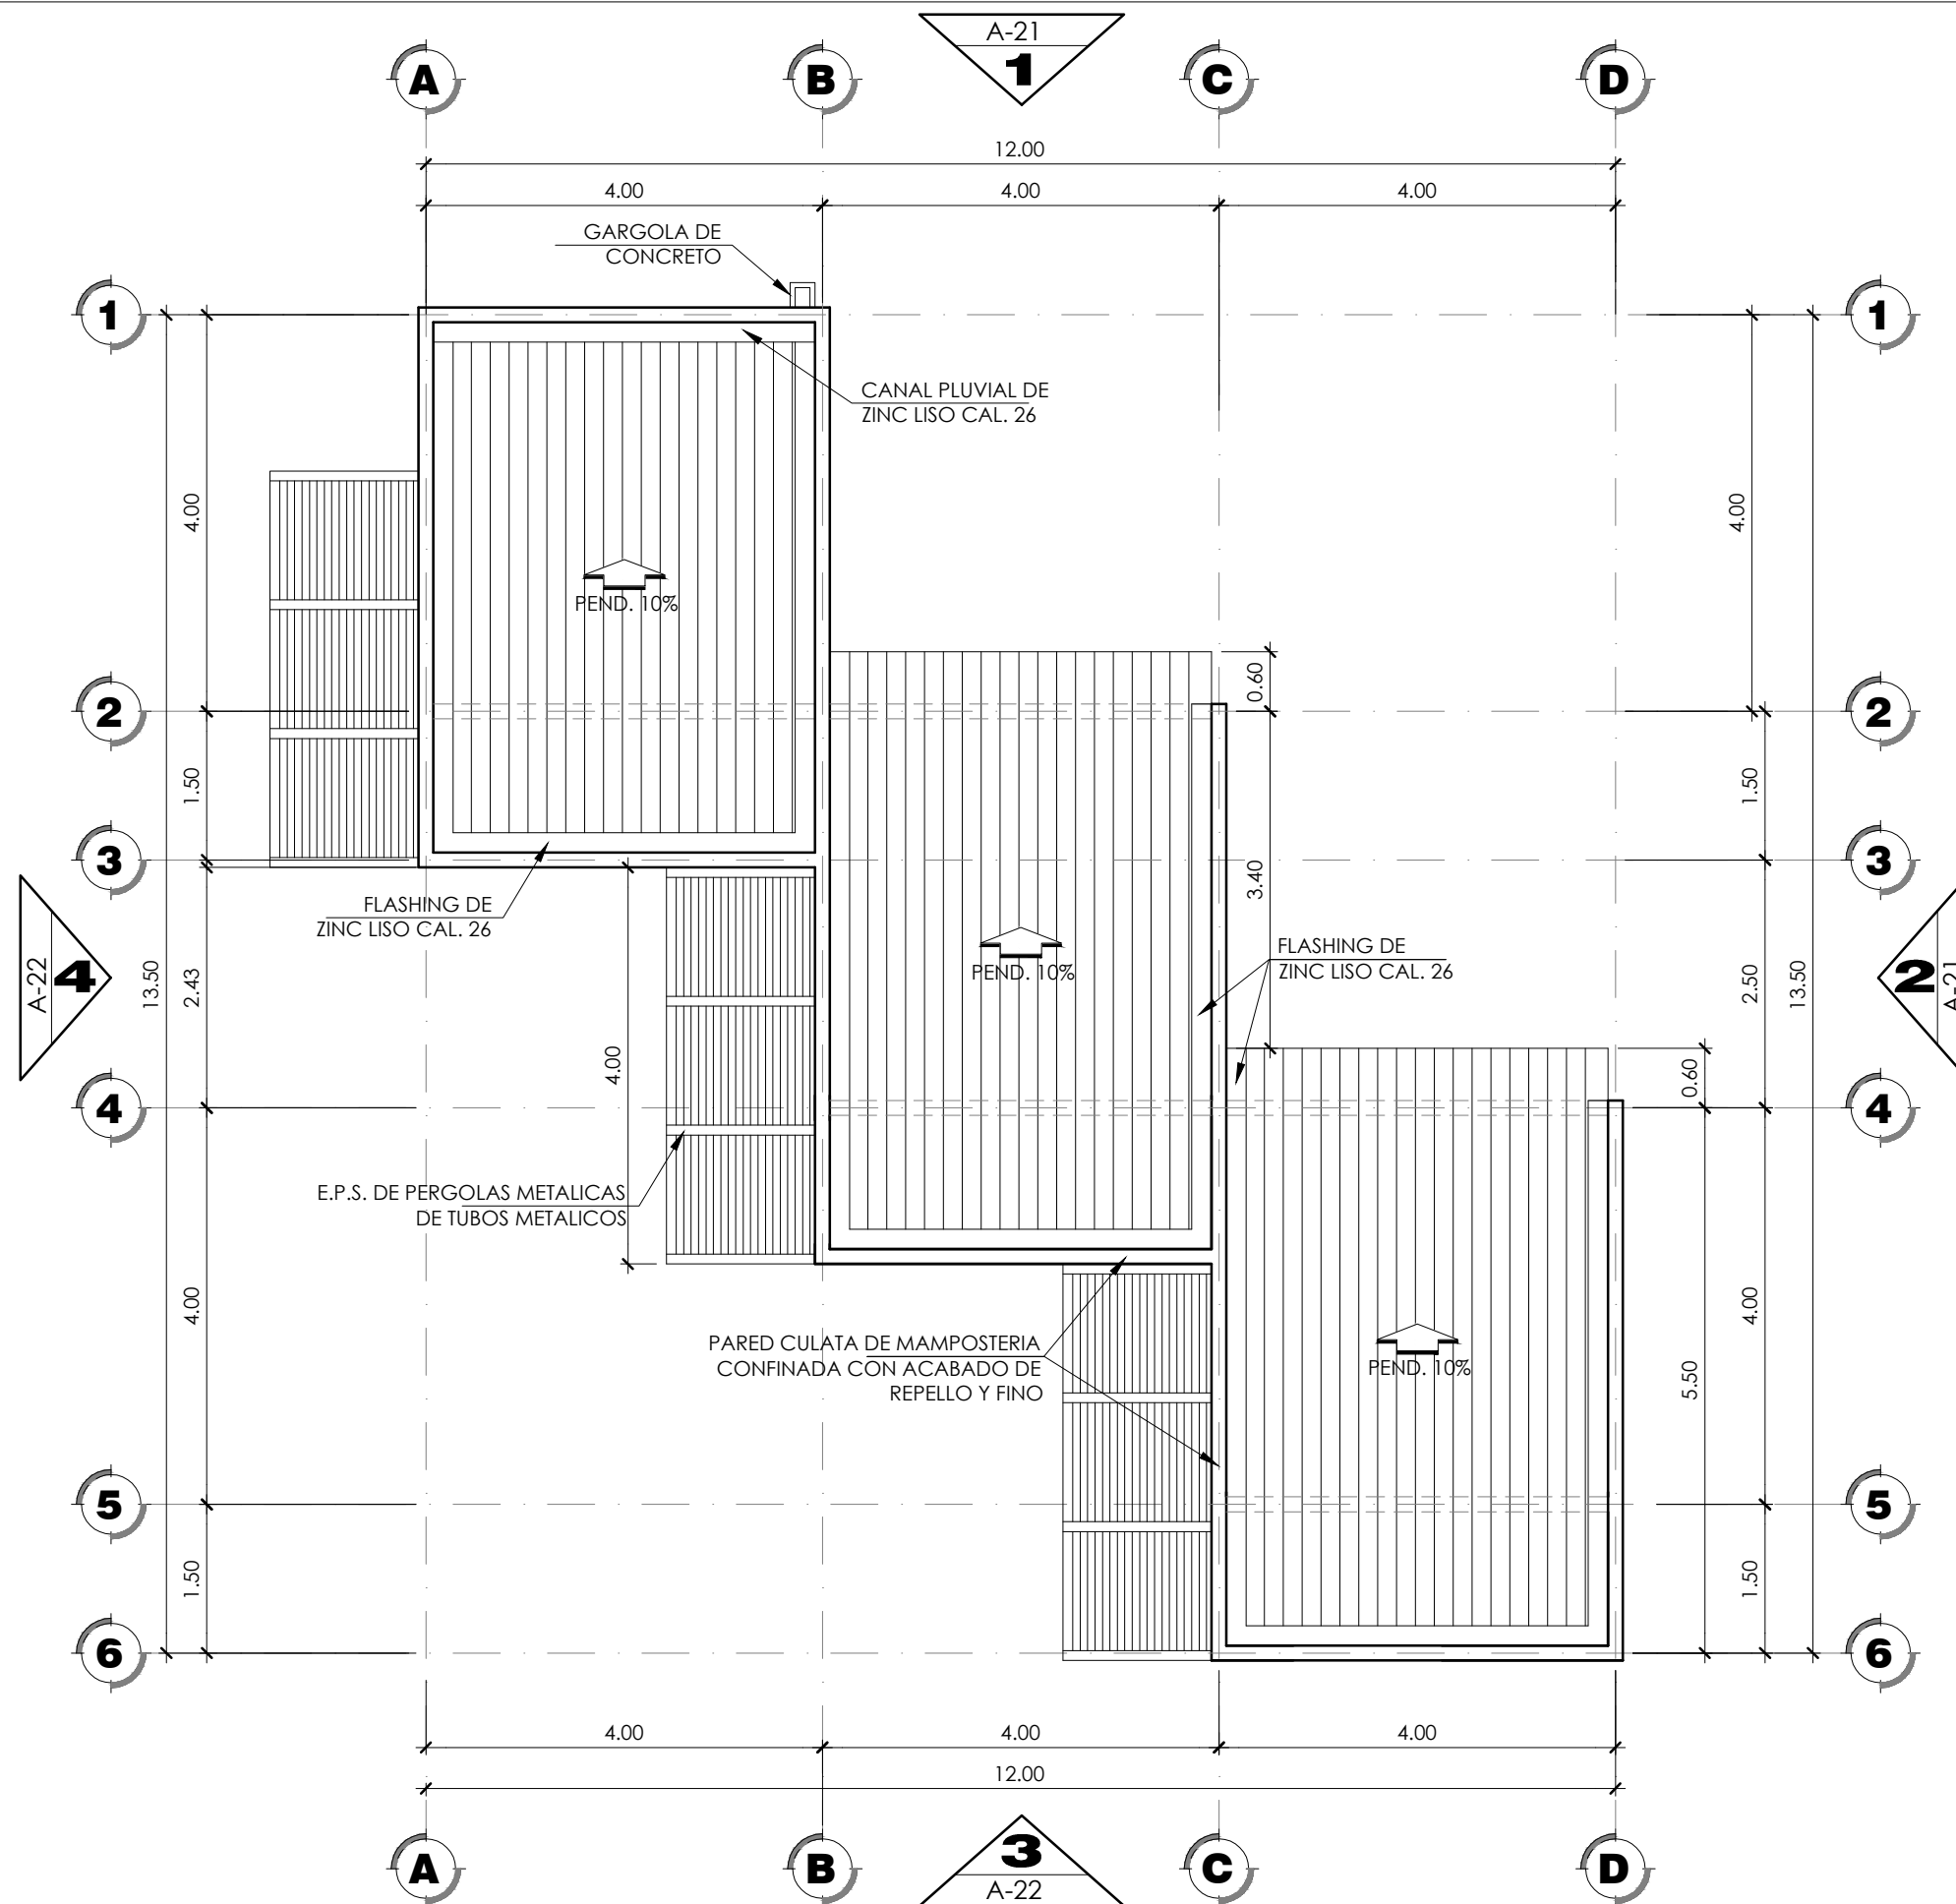 A-21
1
A
B
C
D
12.00
4.00
4.00
4.00
GARGOLA DE
CONCRETO
1
1
CANAL PLUVIAL DE
ZINC LISO CAL. 26
4.00
4.00
PEND. 10%
0.60
2
2
1.50
1.50
3
3
3.40
FLASHING DE
ZINC LISO CAL. 26
FLASHING DE
ZINC LISO CAL. 26
PEND. 10%
A-22
4
13.50
2.43
2.50
13.50
2
A-21
4.00
0.60
4
4
E.P.S. DE PERGOLAS METALICAS
DE TUBOS METALICOS
4.00
4.00
PARED CULATA DE MAMPOSTERIA
CONFINADA CON ACABADO DE
REPELLO Y FINO
PEND. 10%
5.50
5
5
1.50
1.50
6
6
4.00
4.00
4.00
12.00
A
B
3
A-22
C
D